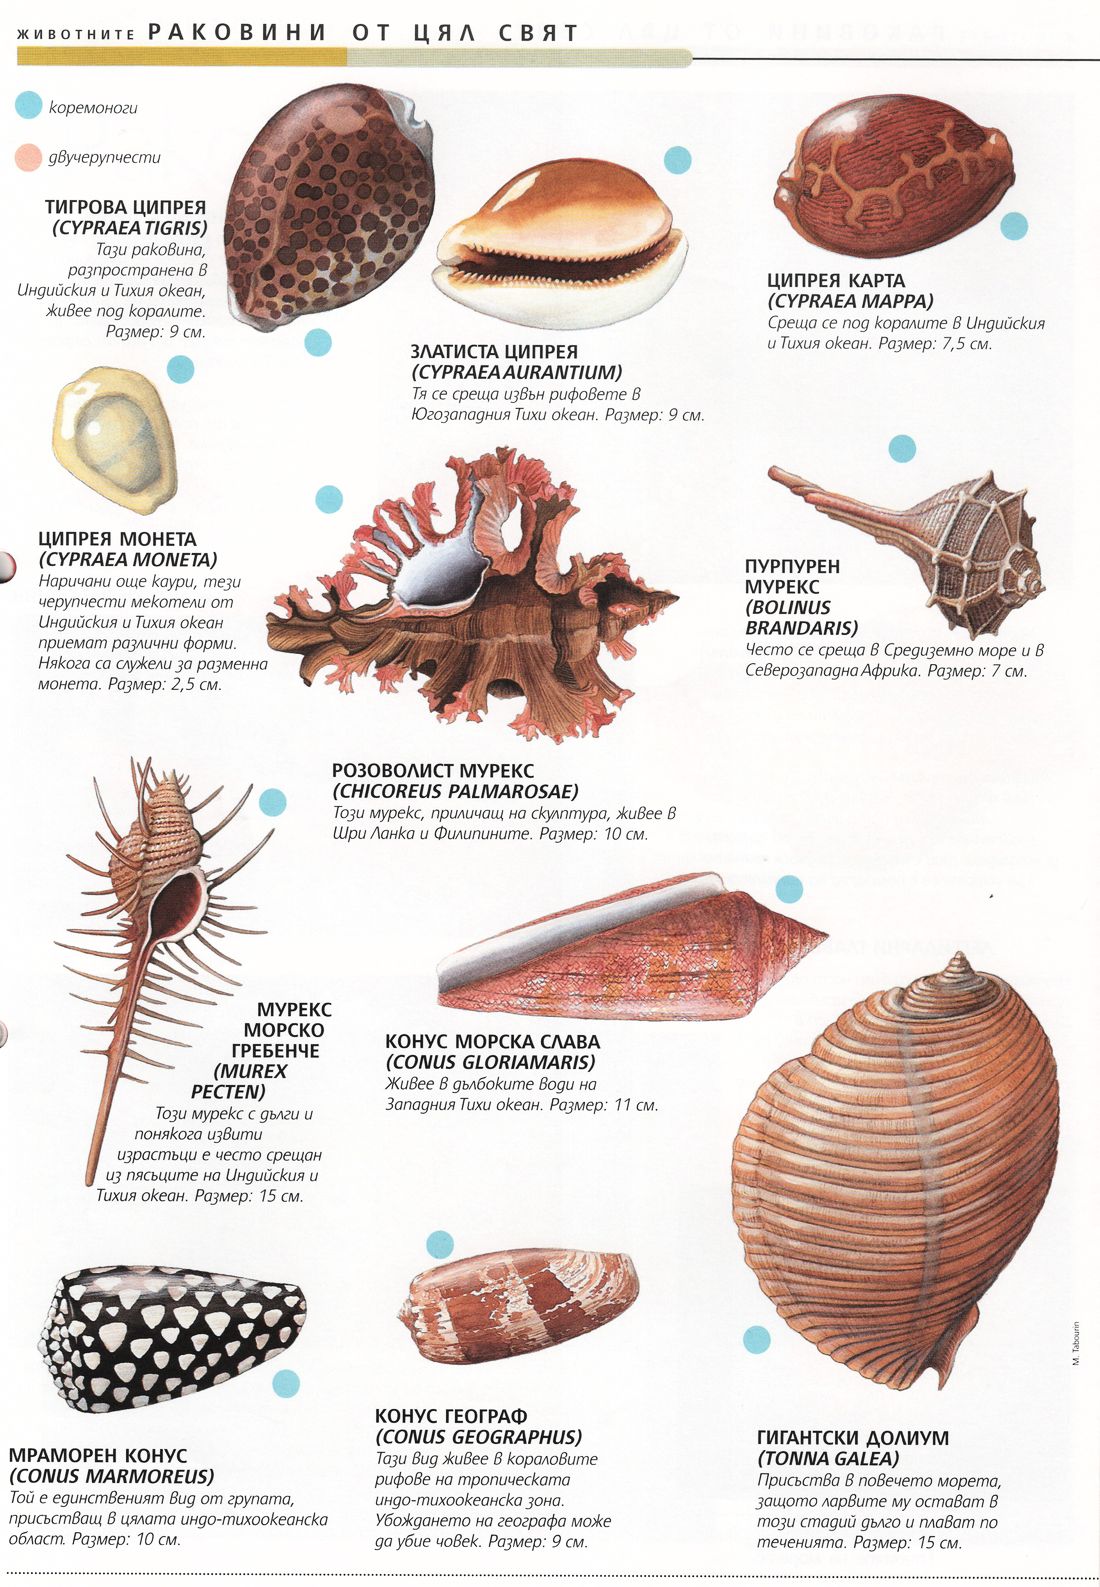 ЖИВОТНИТЕ РАКОВИНИ ОТ ЦЯЛ СВЯТ
коремоноги
двучерупчести
ТИГРОВА ЦИПРЕЯ
(CYPRAEA TIGRIS)
Тази раковина,
разпространена в
Индийския и Тихия океан,
живее под коралите.
Размер: 9 см.
ЗЛАТИСТА ЦИПРЕЯ
(CYPRAEA AURANTIUM)
Тя се среща извън рифовете в
Югозападния Тихи океан. Размер: 9 см.
ЦИПРЕЯ КАРТА
(CYPRAEA MAPPA)
Среща се под коралите в Индийския
и Тихия океан. Размер: 7,5 см.
ЦИПРЕЯ МОНЕТА
(CYPRAEA MONETA)
Наричани още каури, тези
черупчести мекотели от
Индийския и Тихия океан
приемат различни форми.
Някога са служели за разменна
монета. Размер: 2,5 см.
ПУРПУРЕН
МУРЕКС
(BOLINUS
BRANDARIS)
Често се среща в Средиземно море и в
Северозападна Африка. Размер: 7 см.
РОЗОВОЛИСТ МУРЕКС
(CHICOREUS PALMAROSAE)
Този мурекс, приличащ на скулптура, живее в
Шри Ланка и Филипините. Размер: 10 см.
МУРЕКС
МОРСКО
ГРЕБЕНЧЕ
(MUREX
PECTEN)
Този мурекс с дълги и
понякога извити
израстъци е често срещан
из пясъците на Индийския и
Тихия океан. Размер: 15 см.
КОНУС МОРСКА СЛАВА
(CONUS GLORIAMARIS)
Живее в дълбоките води на
Западния Тихи океан. Размер: 11 см.
МРАМОРЕН КОНУС
(CONUS MARMOREUS)
Той е единственият вид от групата,
присъстващ в цялата индо-тихоокеанска
област. Размер: 10 см.
КОНУС ГЕОГРАФ
(CONUS GEOGRAPHUS)
Тази вид живее в кораловите
рифове на тропическата
индо-тихоокеанска зона.
Убождането на географа може
да убие човек. Размер: 9 см.
ГИГАНТСКИ ДОЛИУМ
(TONNA GALEA)
Присъства в повечето морета,
защото ларвите му остават в
този стадий дълго и плават по
теченията. Размер: 15 см.
M. Tabourin